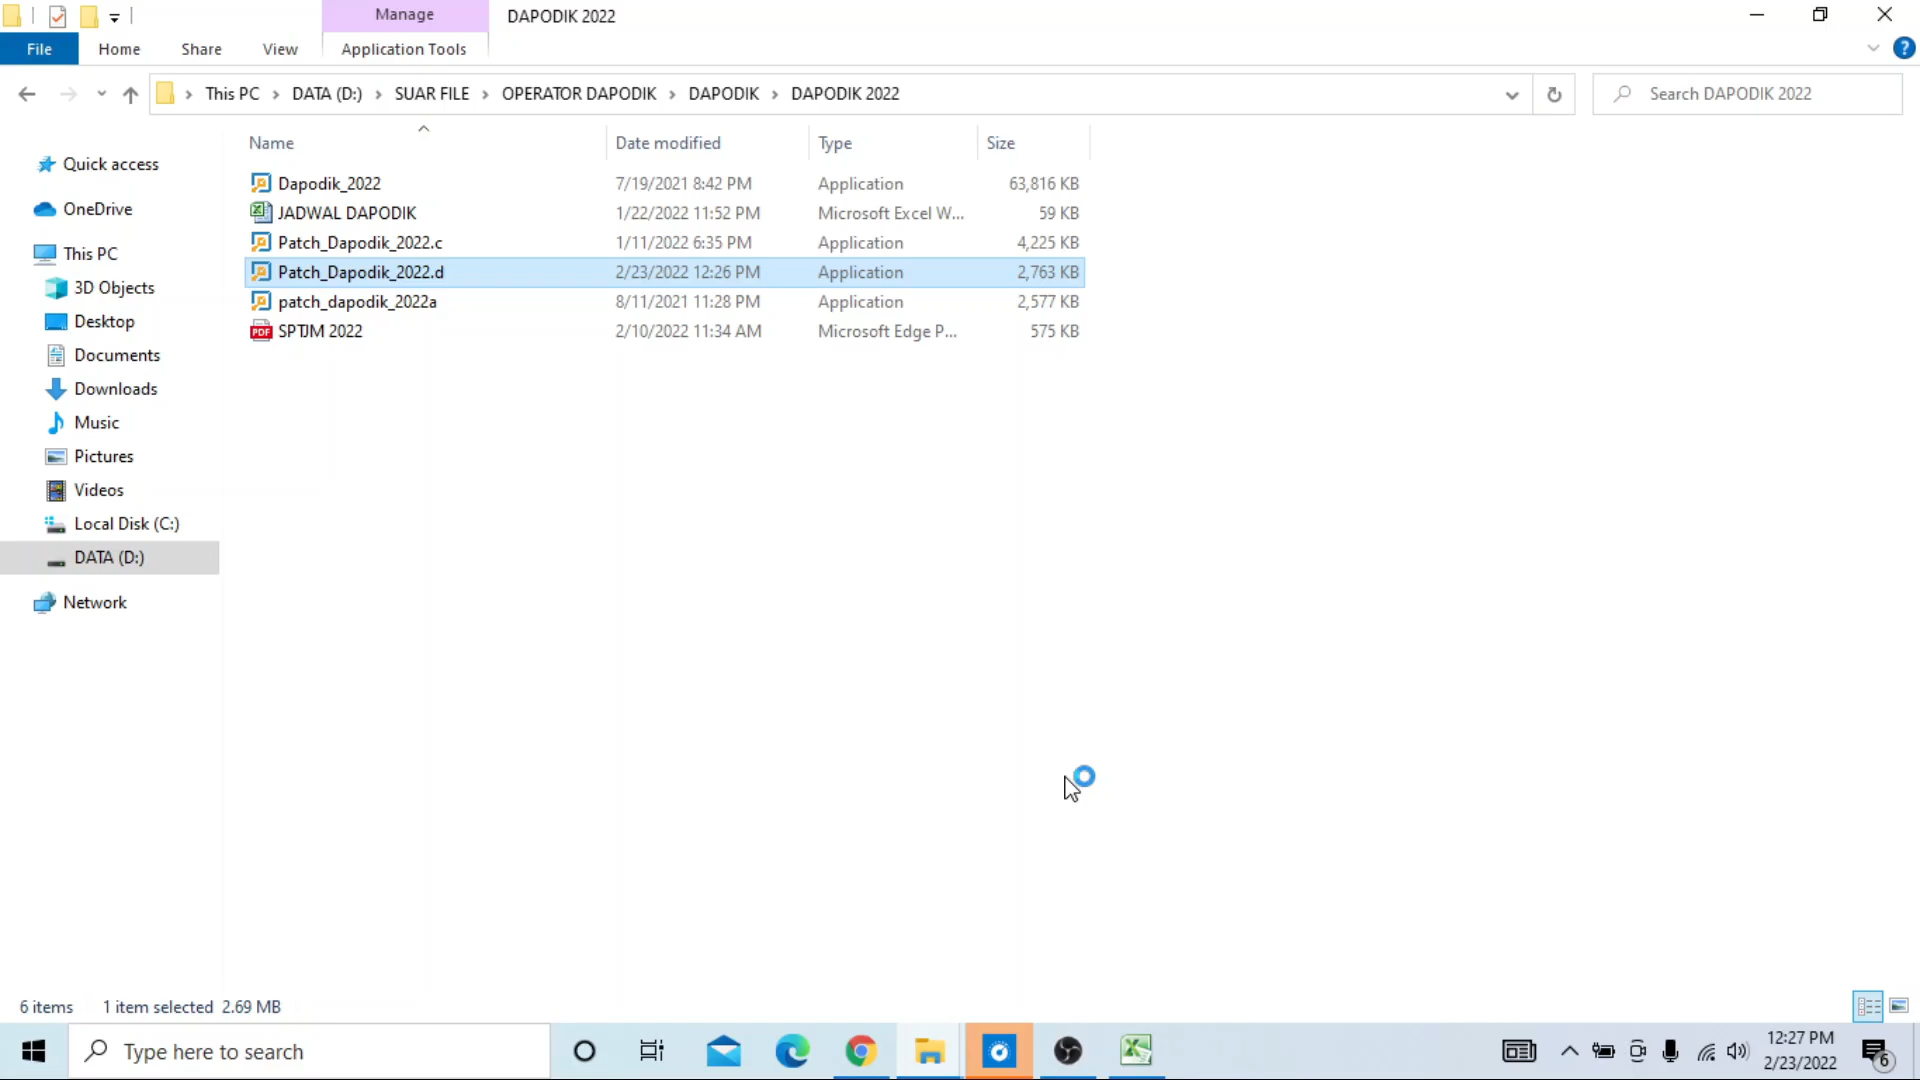 Manage
DAPODIK 2022
File Home Share View Application Tools
This PC DATA (D:) SUAR FILE OPERATOR DAPODIK DAPODIK DAPODIK 2022
Search DAPODIK 2022
Name Date modified Type Size
Dapodik_2022 7/19/2021 8:42 PM Application 63,816 KB
JADWAL DAPODIK 1/22/2022 11:52 PM Microsoft Excel W... 59 KB
Patch_Dapodik_2022.c 1/11/2022 6:35 PM Application 4,225 KB
Patch_Dapodik_2022.d 2/23/2022 12:26 PM Application 2,763 KB
patch_dapodik_2022a 8/11/2021 11:28 PM Application 2,577 KB
PDF SPTJM 2022 2/10/2022 11:34 AM Microsoft Edge P... 575 KB
Quick access
OneDrive
This PC
3D Objects
Desktop
Documents
Downloads
Music
Pictures
Videos
Local Disk (C:)
DATA (D:)
Network
6 items 1 item selected 2.69 MB
Type here to search
12:27 PM
2/23/2022
6